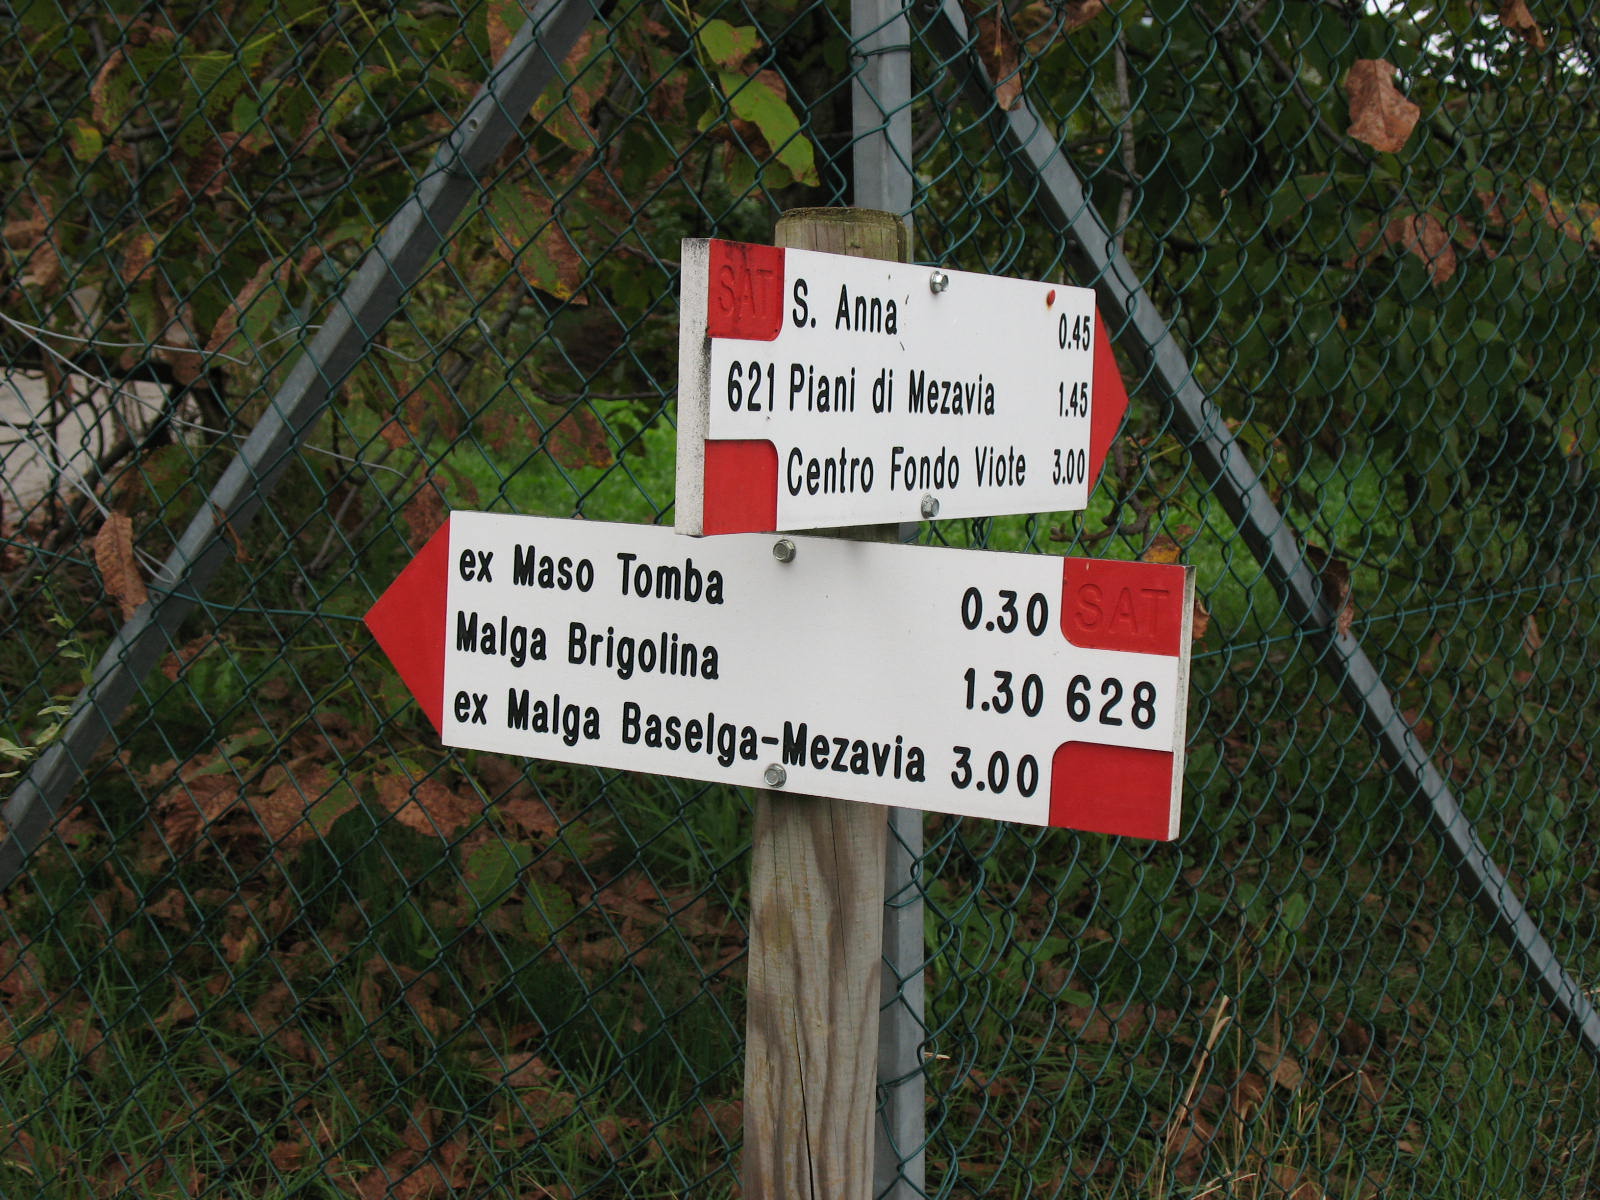 SAT
S. Anna 0.45
621 Piani di Mezavia 1.45
Centro Fondo Viote 3.00
ex Maso Tomba 0.30 SAT
Malga Brigolina 1.30 628
ex Malga Baselga-Mezavia 3.00